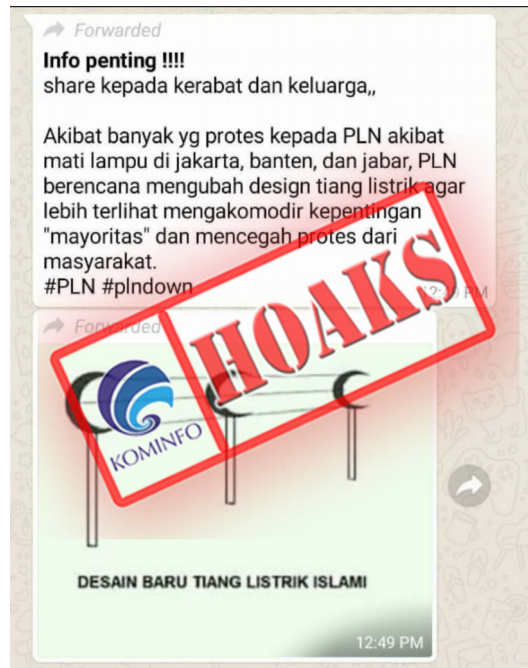 Forwarded
Info penting !!!!
share kepada kerabat dan keluarga,,
Akibat banyak yg protes kepada PLN akibat
mati lampu di jakarta, banten, dan jabar, PLN
berencana mengubah design tiang listrik agar
lebih terlihat mengakomodir kepentingan
"mayoritas" dan mencegah protes dari
masyarakat.
#PLN #plndown
PM
Forwarded
HOAKS
KOMINFO
DESAIN BARU TIANG LISTRIK ISLAMI
12:49 PM